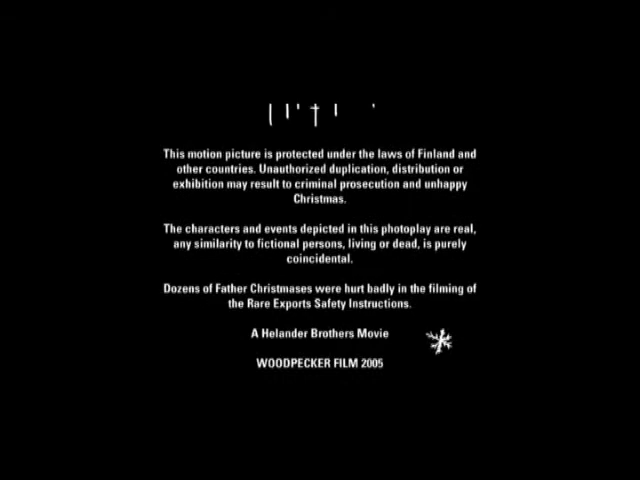 This motion picture is protected under the laws of Finland and
other countries. Unauthorized duplication, distribution or
exhibition may result to criminal prosecution and unhappy
Christmas.
The characters and events depicted in this photoplay are real,
any similarity to fictional persons, living or dead, is purely
coincidental.
Dozens of Father Christmases were hurt badly in the filming of
the Rare Exports Safety Instructions.
A Helander Brothers Movie
WOODPECKER FILM 2005